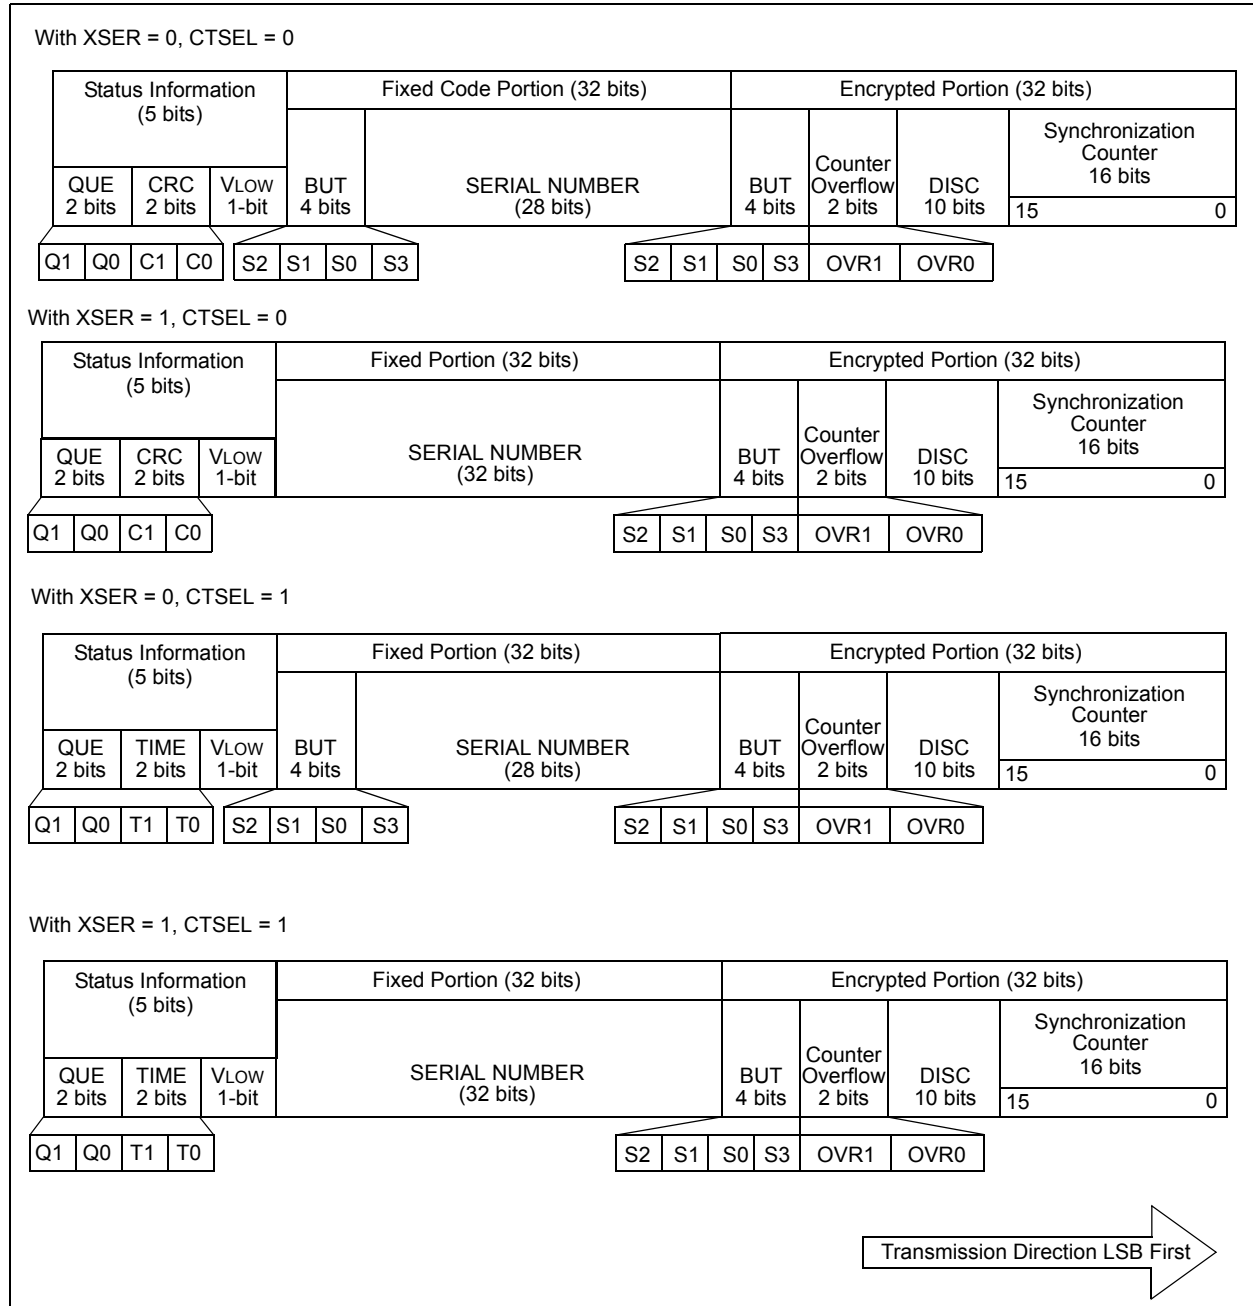 With XSER = 0, CTSEL = 0
Status Information
(5 bits)
Fixed Code Portion (32 bits)
Encrypted Portion (32 bits)
QUE
2 bits
CRC
2 bits
VLOW
1-bit
BUT
4 bits
SERIAL NUMBER
(28 bits)
BUT
4 bits
Counter
Overflow
2 bits
DISC
10 bits
Synchronization
Counter
16 bits
15 0
Q1 Q0 C1 C0 S2 S1 S0 S3 S2 S1 S0 S3 OVR1 OVR0
With XSER = 1, CTSEL = 0
Status Information
(5 bits)
Fixed Portion (32 bits)
Encrypted Portion (32 bits)
QUE
2 bits
CRC
2 bits
VLOW
1-bit
SERIAL NUMBER
(32 bits)
BUT
4 bits
Counter
Overflow
2 bits
DISC
10 bits
Synchronization
Counter
16 bits
15 0
Q1 Q0 C1 C0 S2 S1 S0 S3 OVR1 OVR0
With XSER = 0, CTSEL = 1
Status Information
(5 bits)
Fixed Portion (32 bits)
Encrypted Portion (32 bits)
QUE
2 bits
TIME
2 bits
VLOW
1-bit
BUT
4 bits
SERIAL NUMBER
(28 bits)
BUT
4 bits
Counter
Overflow
2 bits
DISC
10 bits
Synchronization
Counter
16 bits
15 0
Q1 Q0 T1 T0 S2 S1 S0 S3 S2 S1 S0 S3 OVR1 OVR0
With XSER = 1, CTSEL = 1
Status Information
(5 bits)
Fixed Portion (32 bits)
Encrypted Portion (32 bits)
QUE
2 bits
TIME
2 bits
VLOW
1-bit
SERIAL NUMBER
(32 bits)
BUT
4 bits
Counter
Overflow
2 bits
DISC
10 bits
Synchronization
Counter
16 bits
15 0
Q1 Q0 T1 T0 S2 S1 S0 S3 OVR1 OVR0
Transmission Direction LSB First